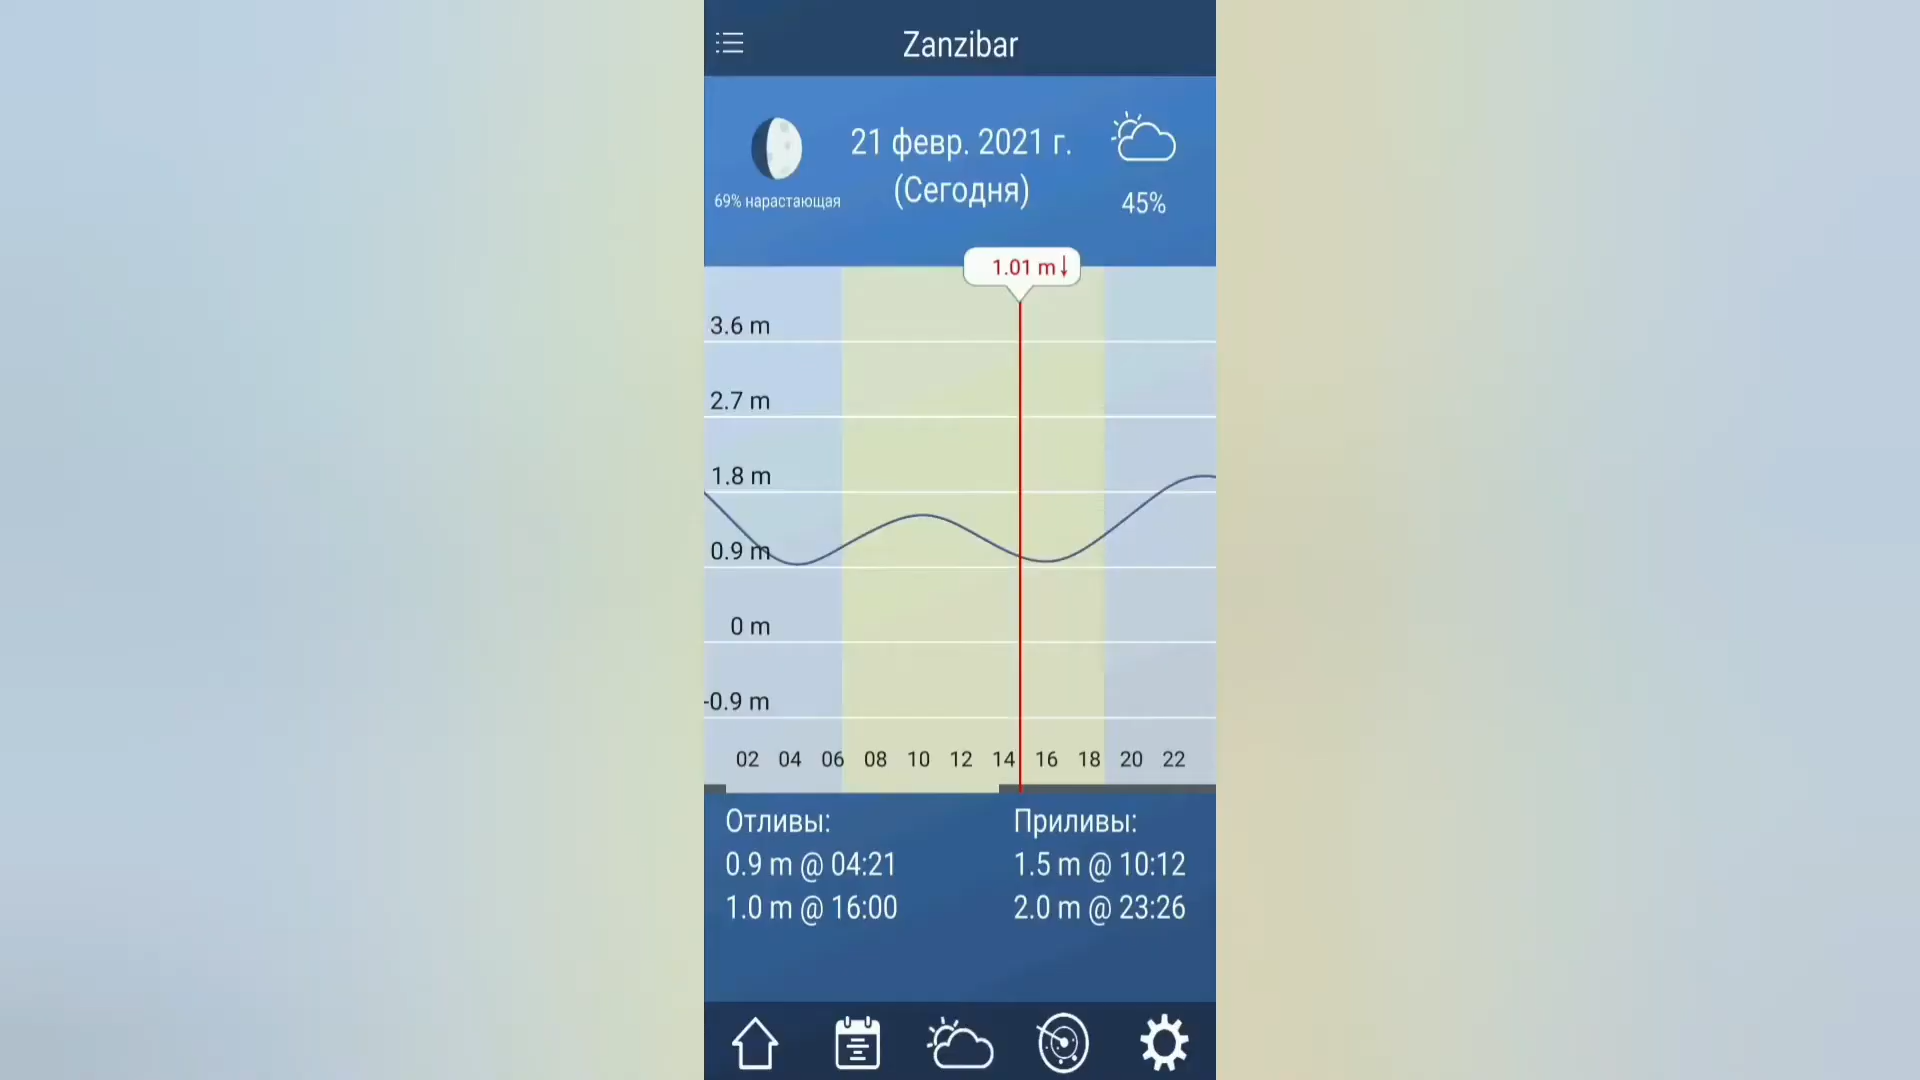 Zanzibar
21 февр. 2021 г.
(Сегодня)
69% нарастающая
45%
1.01 m↓
3.6 m
2.7 m
1.8 m
0.9 m
0 m
-0.9 m
02 04 06 08 10 12 14 16 18 20 22
Отливы:
0.9 m @ 04:21
1.0 m @ 16:00
Приливы:
1.5 m @ 10:12
2.0 m @ 23:26